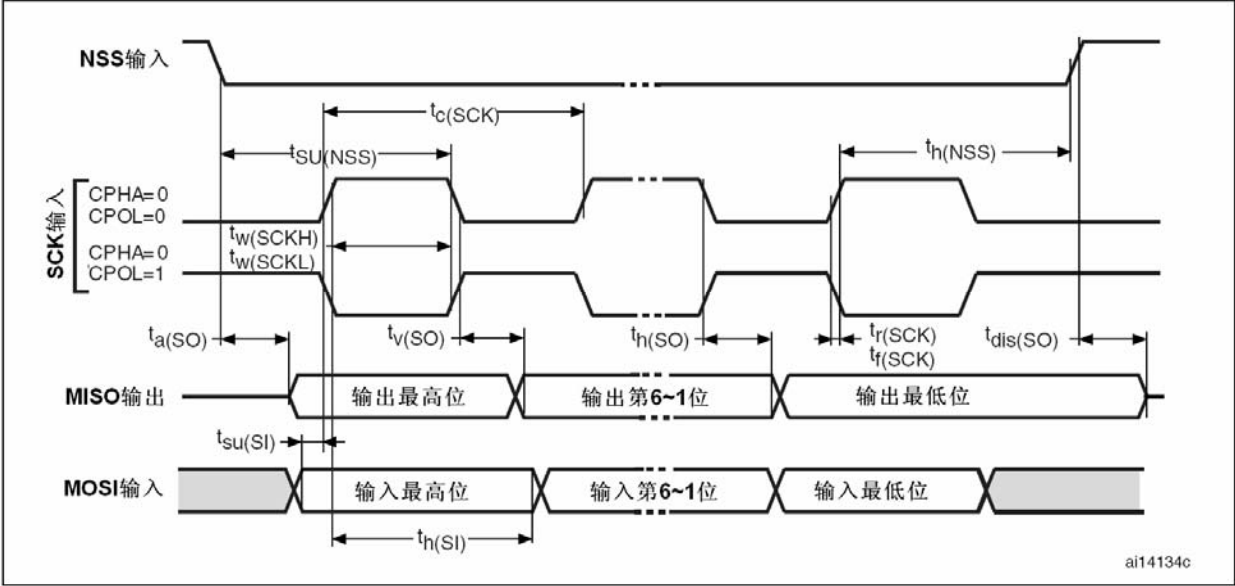 NSS输入
tc(SCK)
tSU(NSS)
th(NSS)
SCK输入
CPHA=0
CPOL=0
tw(SCKH)
CPHA=0
tw(SCKL)
CPOL=1
ta(SO)
tv(SO)
th(SO)
tr(SCK)
tf(SCK)
tdis(SO)
MISO输出
输出最高位
输出第6~1位
输出最低位
tsu(SI)
MOSI输入
输入最高位
输入第6~1位
输入最低位
th(SI)
ai14134c